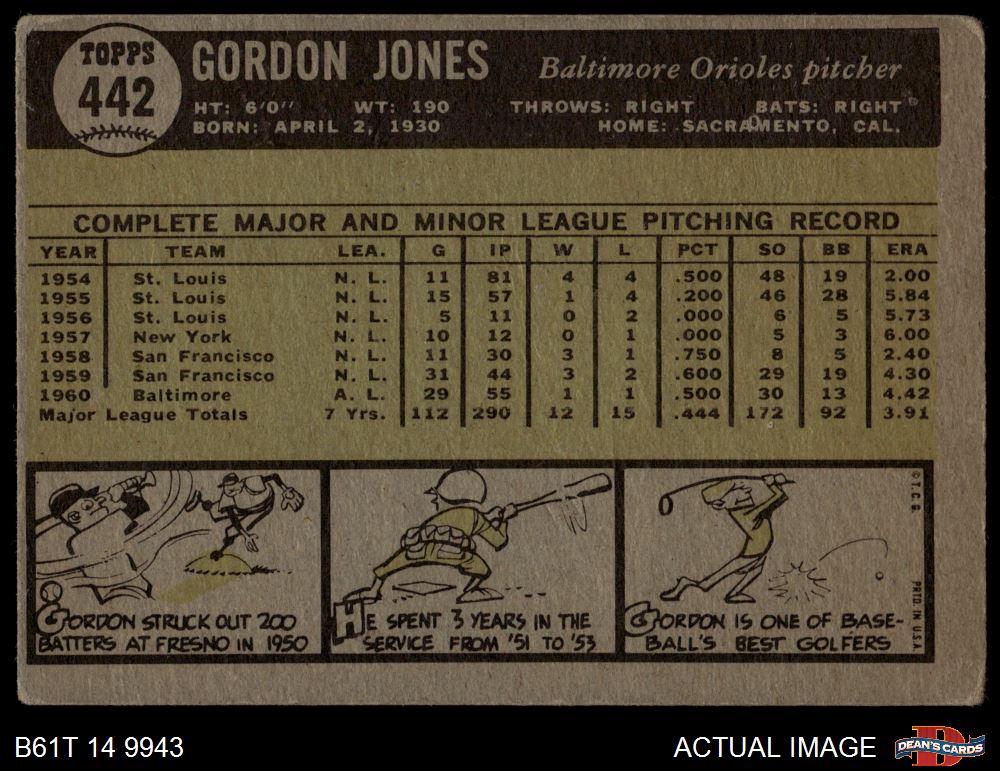 TOPPS
442
GORDON JONES
Baltimore Orioles pitcher
HT: 6'0" WT: 190 THROWS: RIGHT BATS: RIGHT
BORN: APRIL 2, 1930 HOME: SACRAMENTO, CAL.
COMPLETE MAJOR AND MINOR LEAGUE PITCHING RECORD
YEAR TEAM LEA. G IP W L PCT SO BB ERA
1954 St. Louis N. L. 11 81 4 4 .500 48 19 2.00
1955 St. Louis N. L. 15 57 1 4 .200 46 28 5.84
1956 St. Louis N. L. 5 11 0 2 .000 6 5 5.73
1957 New York N. L. 10 12 0 1 .000 5 3 6.00
1958 San Francisco N. L. 11 30 3 1 .750 8 5 2.40
1959 San Francisco N. L. 31 44 3 2 .600 29 19 4.30
1960 Baltimore A. L. 29 55 1 1 .500 30 13 4.42
Major League Totals 7 Yrs. 112 290 12 15 .444 172 92 3.91
GORDON STRUCK OUT 200
BATTERS AT FRESNO IN 1950
HE SPENT 3 YEARS IN THE
SERVICE FROM '51 TO '53
GORDON IS ONE OF BASE-
BALL'S BEST GOLFERS
© T.C.G. PRTD. IN U.S.A.
B61T 14 9943
ACTUAL IMAGE
D
DEAN'S CARDS